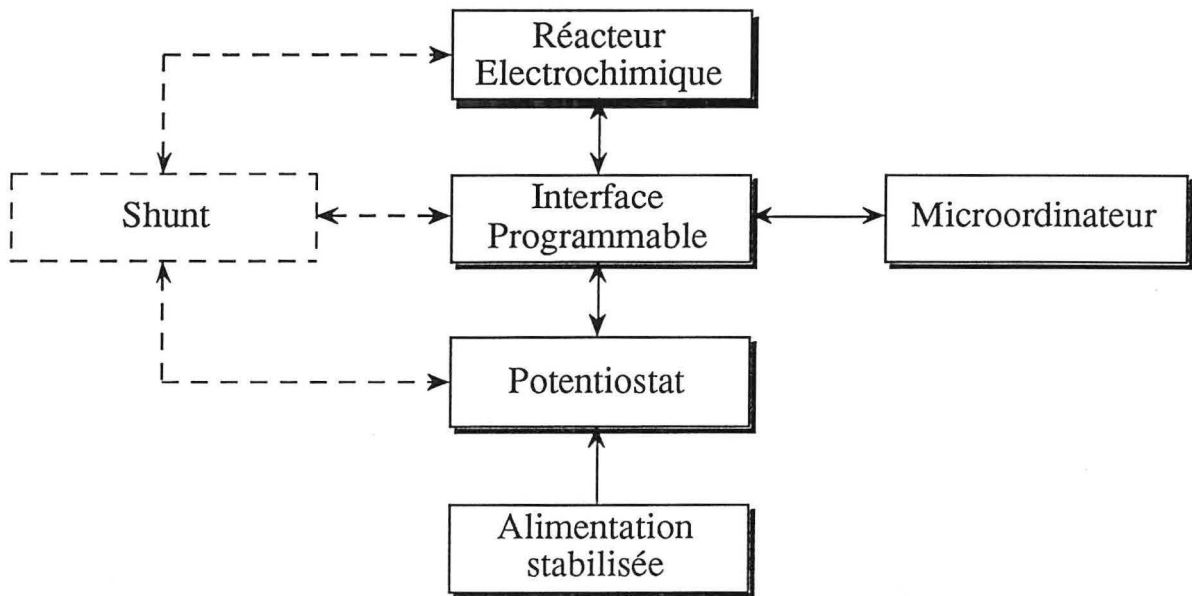 Réacteur
Electrochimique
Shunt
Interface
Programmable
Microordinateur
Potentiostat
Alimentation
stabilisée